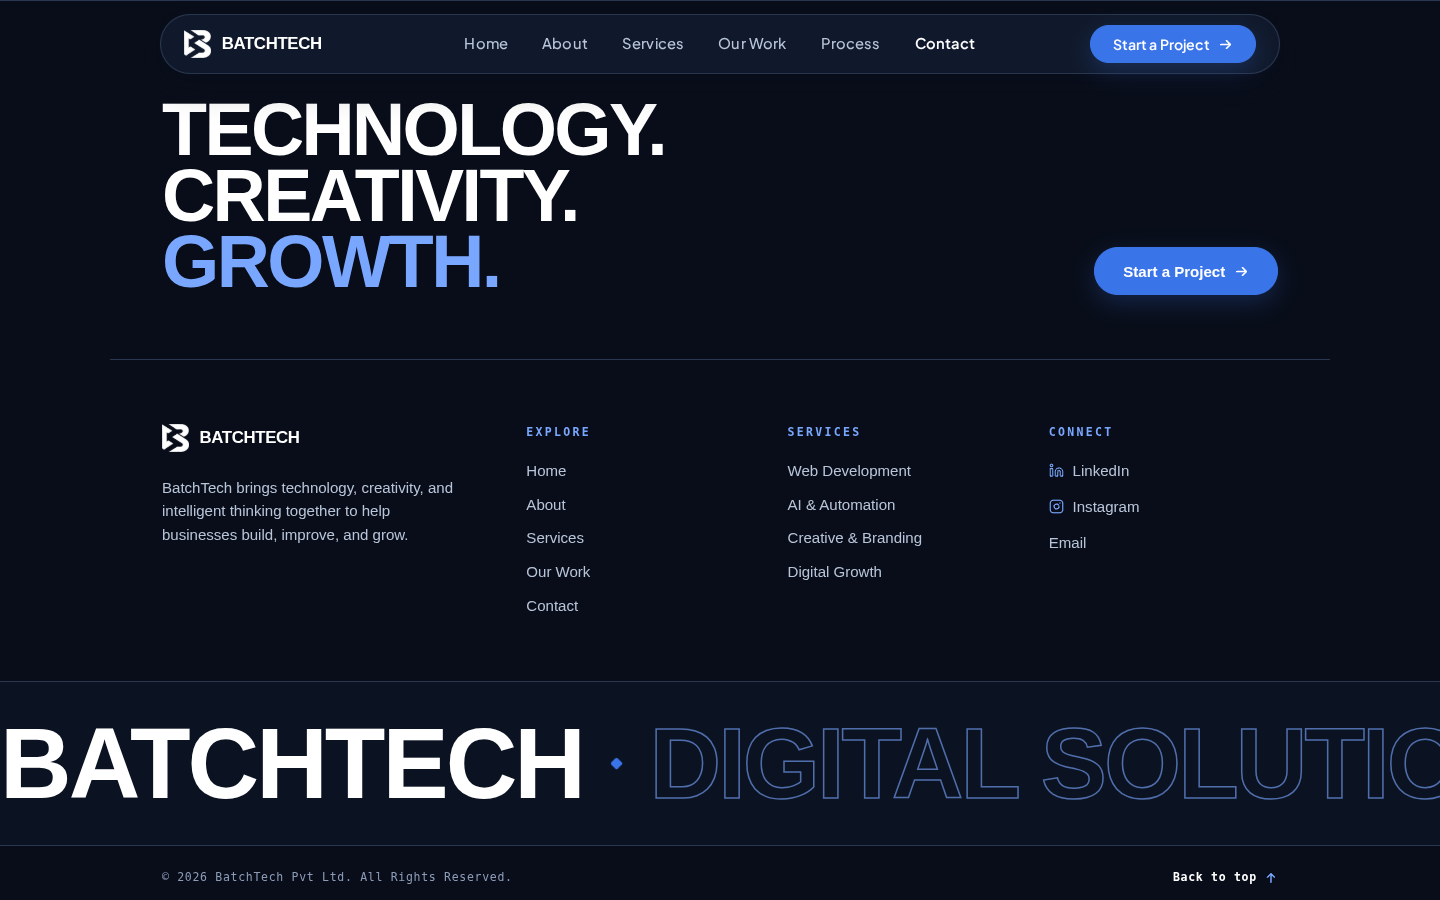 BATCHTECH
Home
About
Services
Our Work
Process
Contact
Start a Project
TECHNOLOGY.
CREATIVITY.
GROWTH.
Start a Project
BATCHTECH
BatchTech brings technology, creativity, and
intelligent thinking together to help
businesses build, improve, and grow.
EXPLORE
Home
About
Services
Our Work
Contact
SERVICES
Web Development
AI & Automation
Creative & Branding
Digital Growth
CONNECT
LinkedIn
Instagram
Email
BATCHTECH DIGITAL SOLUTIO
© 2026 BatchTech Pvt Ltd. All Rights Reserved.
Back to top